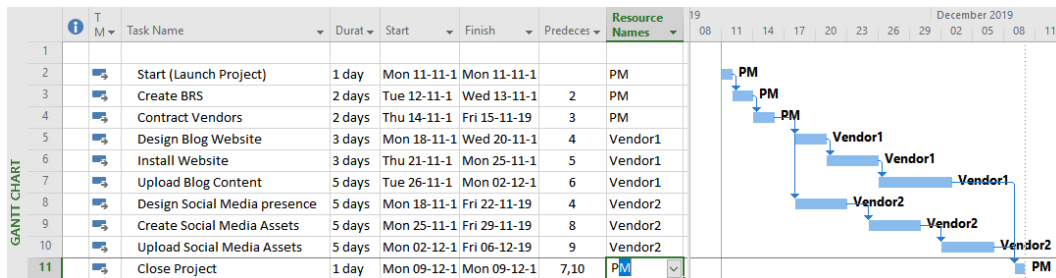 19 December 2019
08 11 14 17 20 23 26 29 02 05 08 11
T
M Task Name Durat Start Finish Predeces Resource Names
1
2 Start (Launch Project) 1 day Mon 11-11-1 Mon 11-11-1 PM
3 Create BRS 2 days Tue 12-11-1 Wed 13-11-1 2 PM
4 Contract Vendors 2 days Thu 14-11-1 Fri 15-11-19 3 PM
5 Design Blog Website 3 days Mon 18-11-1 Wed 20-11-1 4 Vendor1
6 Install Website 3 days Thu 21-11-1 Mon 25-11-1 5 Vendor1
7 Upload Blog Content 5 days Tue 26-11-1 Mon 02-12-1 6 Vendor1
8 Design Social Media presence 5 days Mon 18-11-1 Fri 22-11-19 4 Vendor2
9 Create Social Media Assets 5 days Mon 25-11-1 Fri 29-11-19 8 Vendor2
10 Upload Social Media Assets 5 days Mon 02-12-1 Fri 06-12-19 9 Vendor2
11 Close Project 1 day Mon 09-12-1 Mon 09-12-1 7,10 PM
GANTT CHART
PM
PM
PM
Vendor1
Vendor1
Vendor1
Vendor2
Vendor2
Vendor2
PM